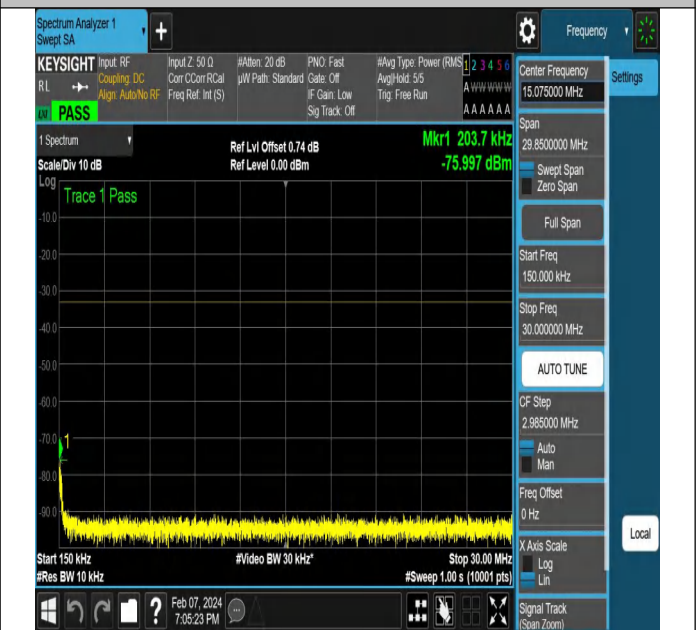 Spectrum Analyzer 1
Swept SA
+
Frequency
KEYSIGHT
RL
PASS
Input: RF
Coupling: DC
Align: Auto/No RF
Input Z: 50 Ω
Corr CCorr RCal
Freq Ref: Int (S)
#Atten: 20 dB
µW Path: Standard
PNO: Fast
Gate: Off
IF Gain: Low
Sig Track: Off
#Avg Type: Power (RMS
Avg|Hold: 5/5
Trig: Free Run
1 2 3 4 5 6
A W W W W W
A A A A A A
1 Spectrum
Scale/Div 10 dB
Ref Lvl Offset 0.74 dB
Ref Level 0.00 dBm
Mkr1 203.7 kHz
-75.997 dBm
Log
Trace 1 Pass
-10.0
-20.0
-30.0
-40.0
-50.0
-60.0
-70.0
1
-80.0
-90.0
Start 150 kHz
#Res BW 10 kHz
#Video BW 30 kHz*
Stop 30.00 MHz
#Sweep 1.00 s (10001 pts)
Center Frequency
15.075000 MHz
Settings
Span
29.8500000 MHz
Swept Span
Zero Span
Full Span
Start Freq
150.000 kHz
Stop Freq
30.000000 MHz
AUTO TUNE
CF Step
2.985000 MHz
Auto
Man
Freq Offset
0 Hz
X Axis Scale
Log
Lin
Signal Track
(Span Zoom)
Local
?
Feb 07, 2024
7:05:23 PM